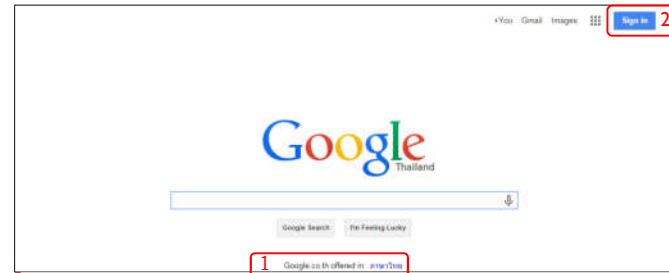 +You Gmail Images Sign in 2
Google
Thailand
Google Search I'm Feeling Lucky
1 Google.co.th offered in: ภาษาไทย